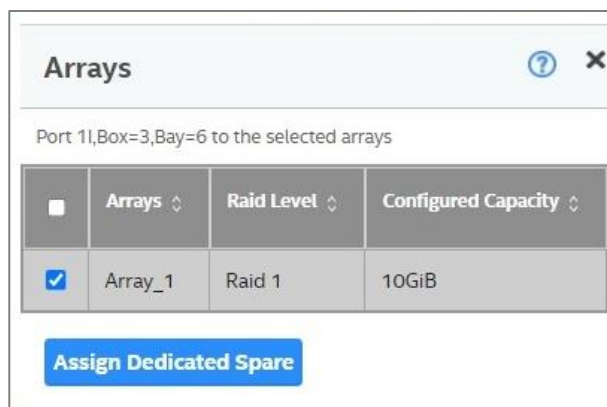 Arrays
Port 1I,Box=3,Bay=6 to the selected arrays
Arrays Raid Level Configured Capacity
Array_1 Raid 1 10GiB
Assign Dedicated Spare